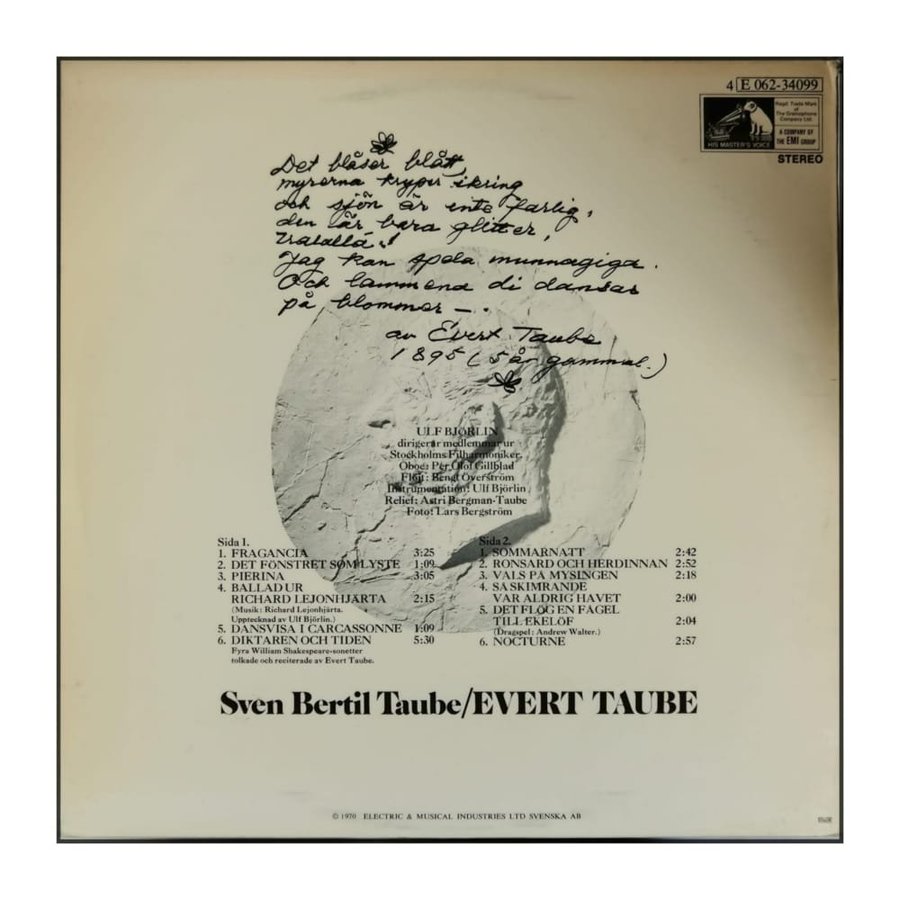 4 E 062-34099
Regd. Trade Mark
of
The Gramophone
Company Ltd.
HIS MASTER'S VOICE
A COMPANY OF
THE EMI GROUP
STEREO
Det blåser blått,
myrorna kryper ikring
och sjön är inte farlig,
den är bara glitter,
tralallá!
Jag kan spela munnagiga.
Och lammena di dansar
på blommor —.
av Evert Taube
1895 (5 år gammal.)
ULF BJÖRLIN
dirigerar medlemmar ur
Stockholms Filharmoniker.
Oboe: Per Olof Gillblad
Flöjt: Bengt Överström
Instrumentation: Ulf Björlin
Relief: Astri Bergman-Taube
Foto: Lars Bergström
Sida 1.
1. FRAGANCIA 3:25
2. DET FÖNSTRET SOM LYSTE 1:09
3. PIERINA 3:05
4. BALLAD UR
RICHARD LEJONHJÄRTA 2:15
(Musik: Richard Lejonhjärta.
Upptecknad av Ulf Björlin.)
5. DANSVISA I CARCASSONNE 1:09
6. DIKTAREN OCH TIDEN 5:30
Fyra William Shakespeare-sonetter
tolkade och reciterade av Evert Taube.
Sida 2.
1. SOMMARNATT 2:42
2. RONSARD OCH HERDINNAN 2:52
3. VALS PÅ MYSINGEN 2:18
4. SÅ SKIMRANDE
VAR ALDRIG HAVET 2:00
5. DET FLÖG EN FÅGEL
TILL EKELÖF 2:04
(Dragspel: Andrew Walter.)
6. NOCTURNE 2:57
Sven Bertil Taube/EVERT TAUBE
© 1970 ELECTRIC & MUSICAL INDUSTRIES LTD SVENSKA AB